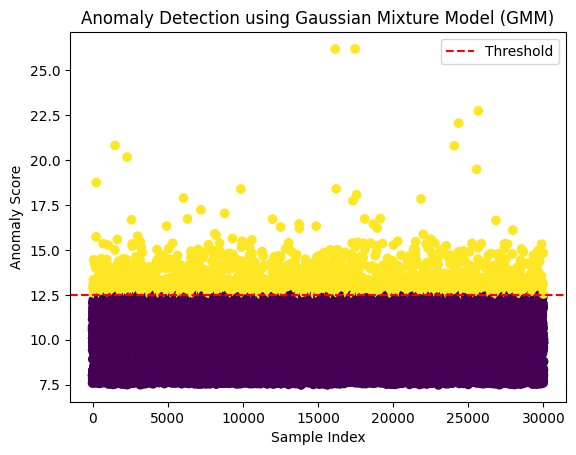 Anomaly Detection using Gaussian Mixture Model (GMM)
Threshold
Anomaly Score
25.0
22.5
20.0
17.5
15.0
12.5
10.0
7.5
0 5000 10000 15000 20000 25000 30000
Sample Index